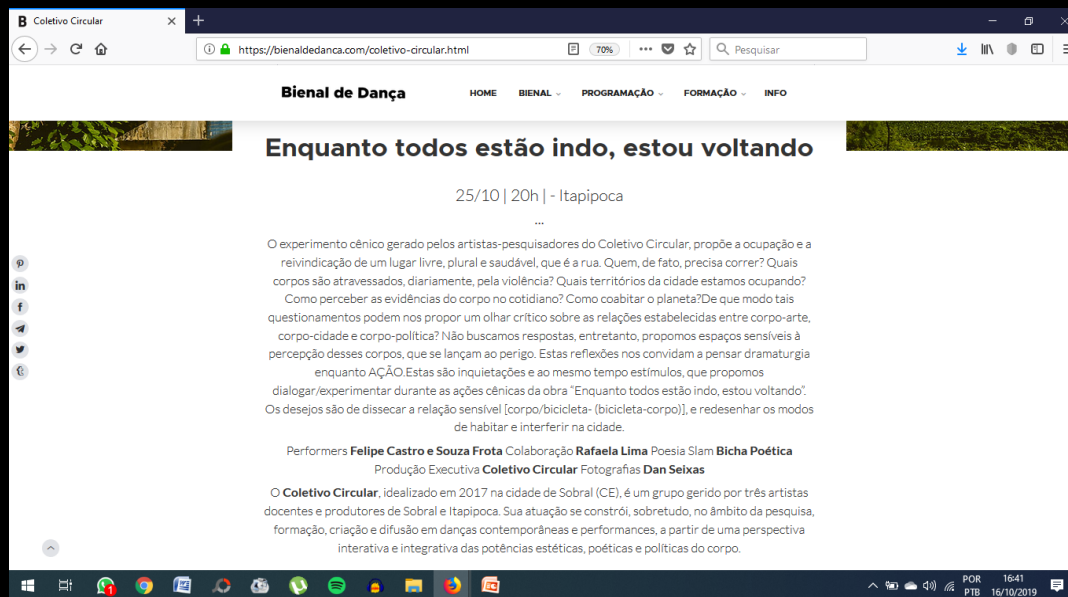 B Coletivo Circular
https://bienaldedanca.com/coletivo-circular.html
70%
Pesquisar
Bienal de Dança
HOME
BIENAL
PROGRAMAÇÃO
FORMAÇÃO
INFO
Enquanto todos estão indo, estou voltando
25/10 | 20h | - Itapipoca
...
O experimento cênico gerado pelos artistas-pesquisadores do Coletivo Circular, propõe a ocupação e a
reivindicação de um lugar livre, plural e saudável, que é a rua. Quem, de fato, precisa correr? Quais
corpos são atravessados, diariamente, pela violência? Quais territórios da cidade estamos ocupando?
Como perceber as evidências do corpo no cotidiano? Como coabitar o planeta?De que modo tais
questionamentos podem nos propor um olhar crítico sobre as relações estabelecidas entre corpo-arte,
corpo-cidade e corpo-política? Não buscamos respostas, entretanto, propomos espaços sensíveis à
percepção desses corpos, que se lançam ao perigo. Estas reflexões nos convidam a pensar dramaturgia
enquanto AÇÃO.Estas são inquietações e ao mesmo tempo estímulos, que propomos
dialogar/experimentar durante as ações cênicas da obra "Enquanto todos estão indo, estou voltando".
Os desejos são de dissecar a relação sensível [corpo/bicicleta- (bicicleta-corpo)], e redesenhar os modos
de habitar e interferir na cidade.
Performers Felipe Castro e Souza Frota Colaboração Rafaela Lima Poesia Slam Bicha Poética
Produção Executiva Coletivo Circular Fotografias Dan Seixas
O Coletivo Circular, idealizado em 2017 na cidade de Sobral (CE), é um grupo gerido por três artistas
docentes e produtores de Sobral e Itapipoca. Sua atuação se constrói, sobretudo, no âmbito da pesquisa,
formação, criação e difusão em danças contemporâneas e performances, a partir de uma perspectiva
interativa e integrativa das potências estéticas, poéticas e políticas do corpo.
POR
PTB
16:41
16/10/2019